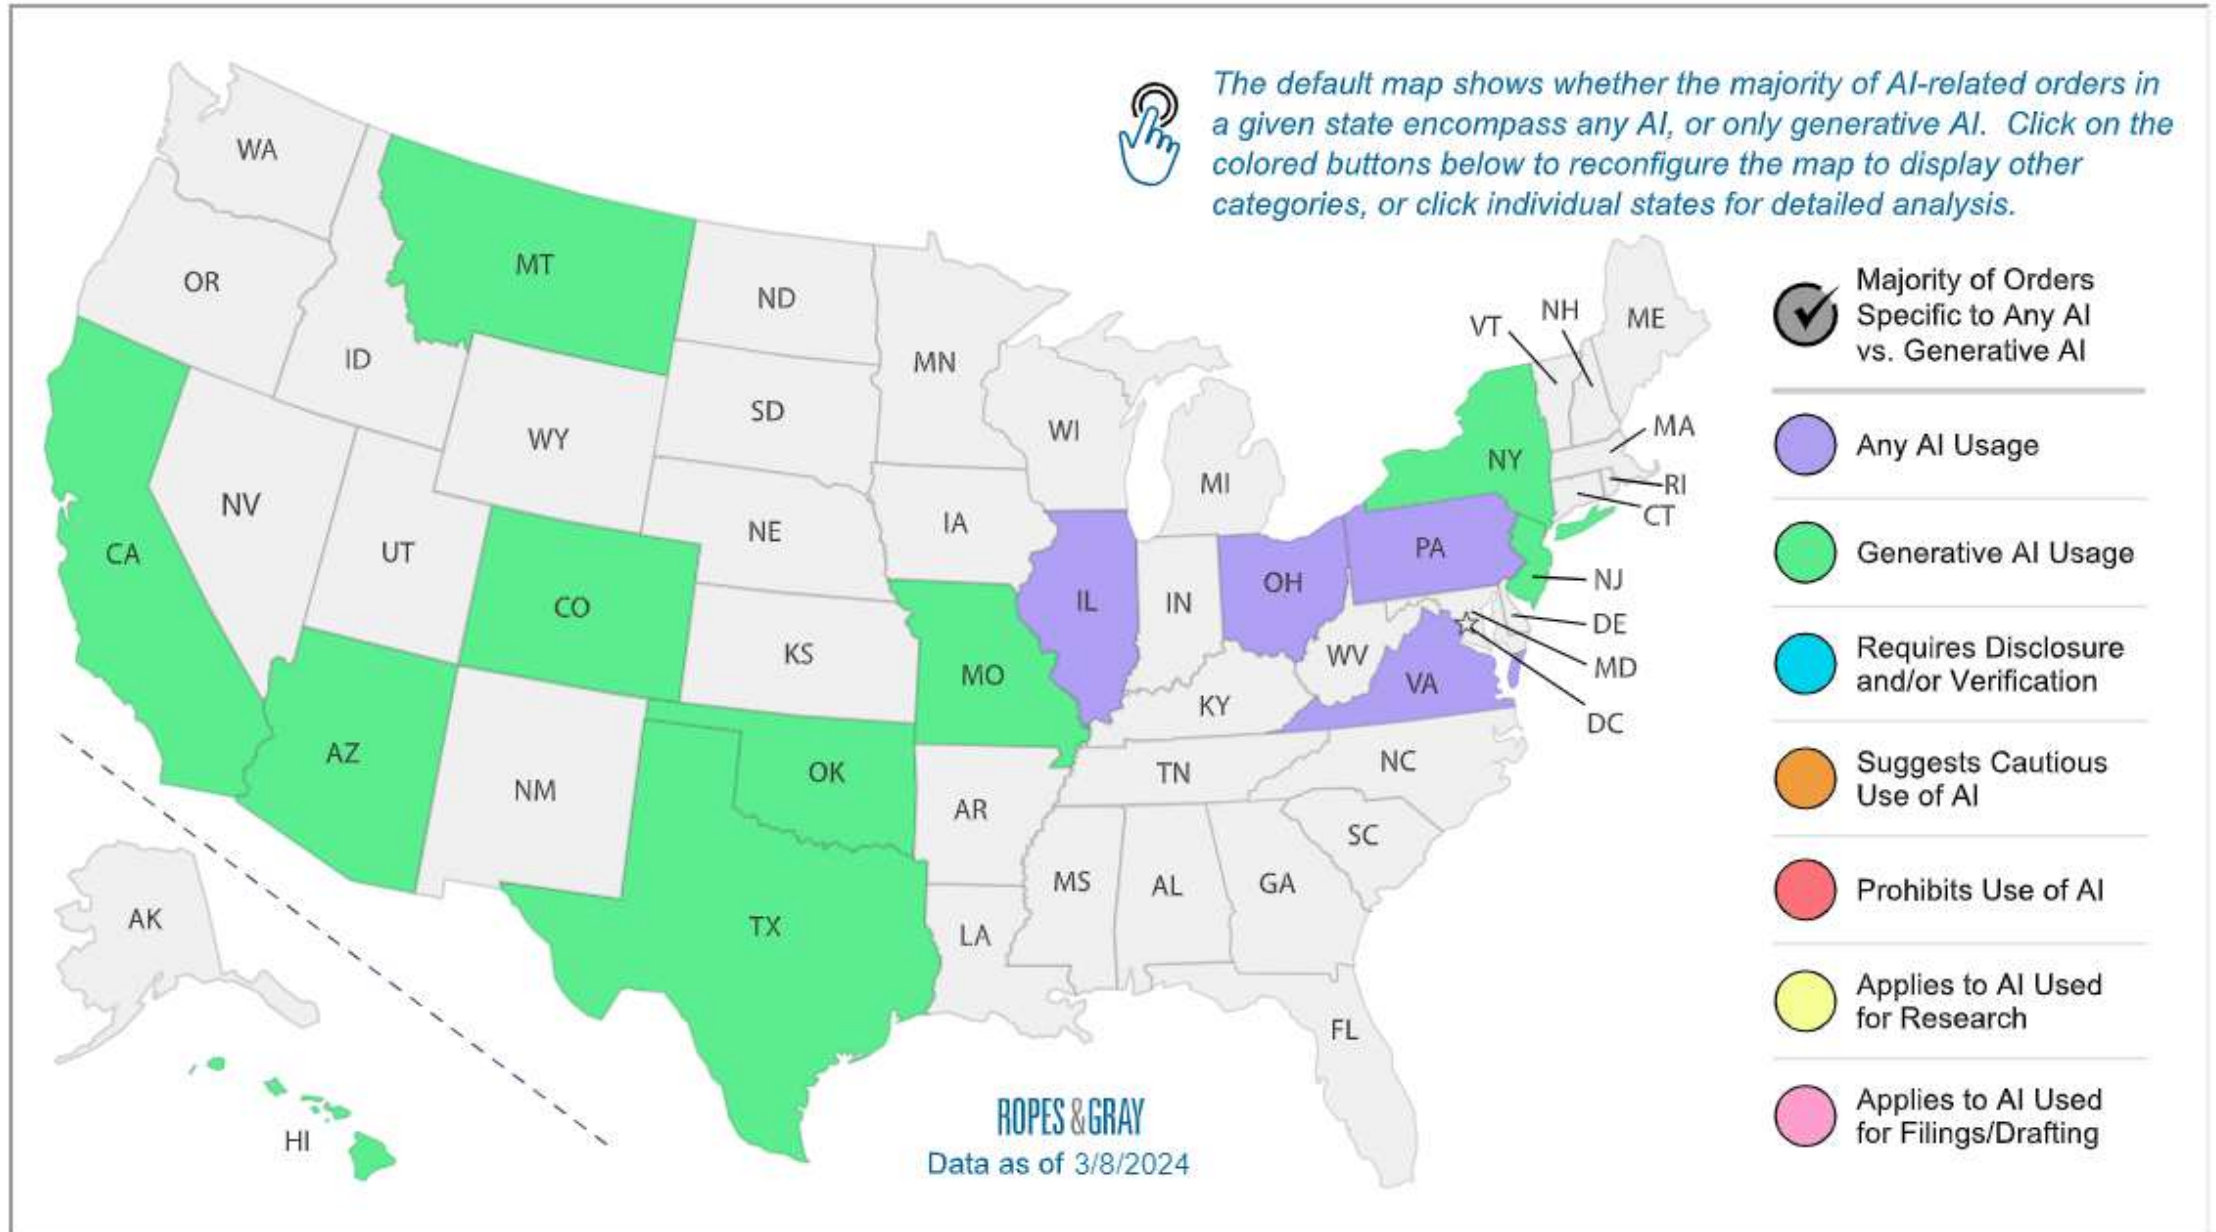 The default map shows whether the majority of AI-related orders in
a given state encompass any AI, or only generative AI. Click on the
colored buttons below to reconfigure the map to display other
categories, or click individual states for detailed analysis.
WA
OR
ID
MT
ND
MN
SD
WY
WI
MI
VT
NH
ME
MA
NY
RI
CT
NV
CA
UT
CO
NE
IA
KS
MO
IL
IN
OH
PA
NJ
DE
MD
DC
WV
VA
KY
AZ
NM
OK
TX
AR
TN
NC
SC
MS
AL
GA
LA
FL
AK
HI
Majority of Orders
Specific to Any AI
vs. Generative AI
Any AI Usage
Generative AI Usage
Requires Disclosure
and/or Verification
Suggests Cautious
Use of AI
Prohibits Use of AI
Applies to AI Used
for Research
Applies to AI Used
for Filings/Drafting
ROPES & GRAY
Data as of 3/8/2024